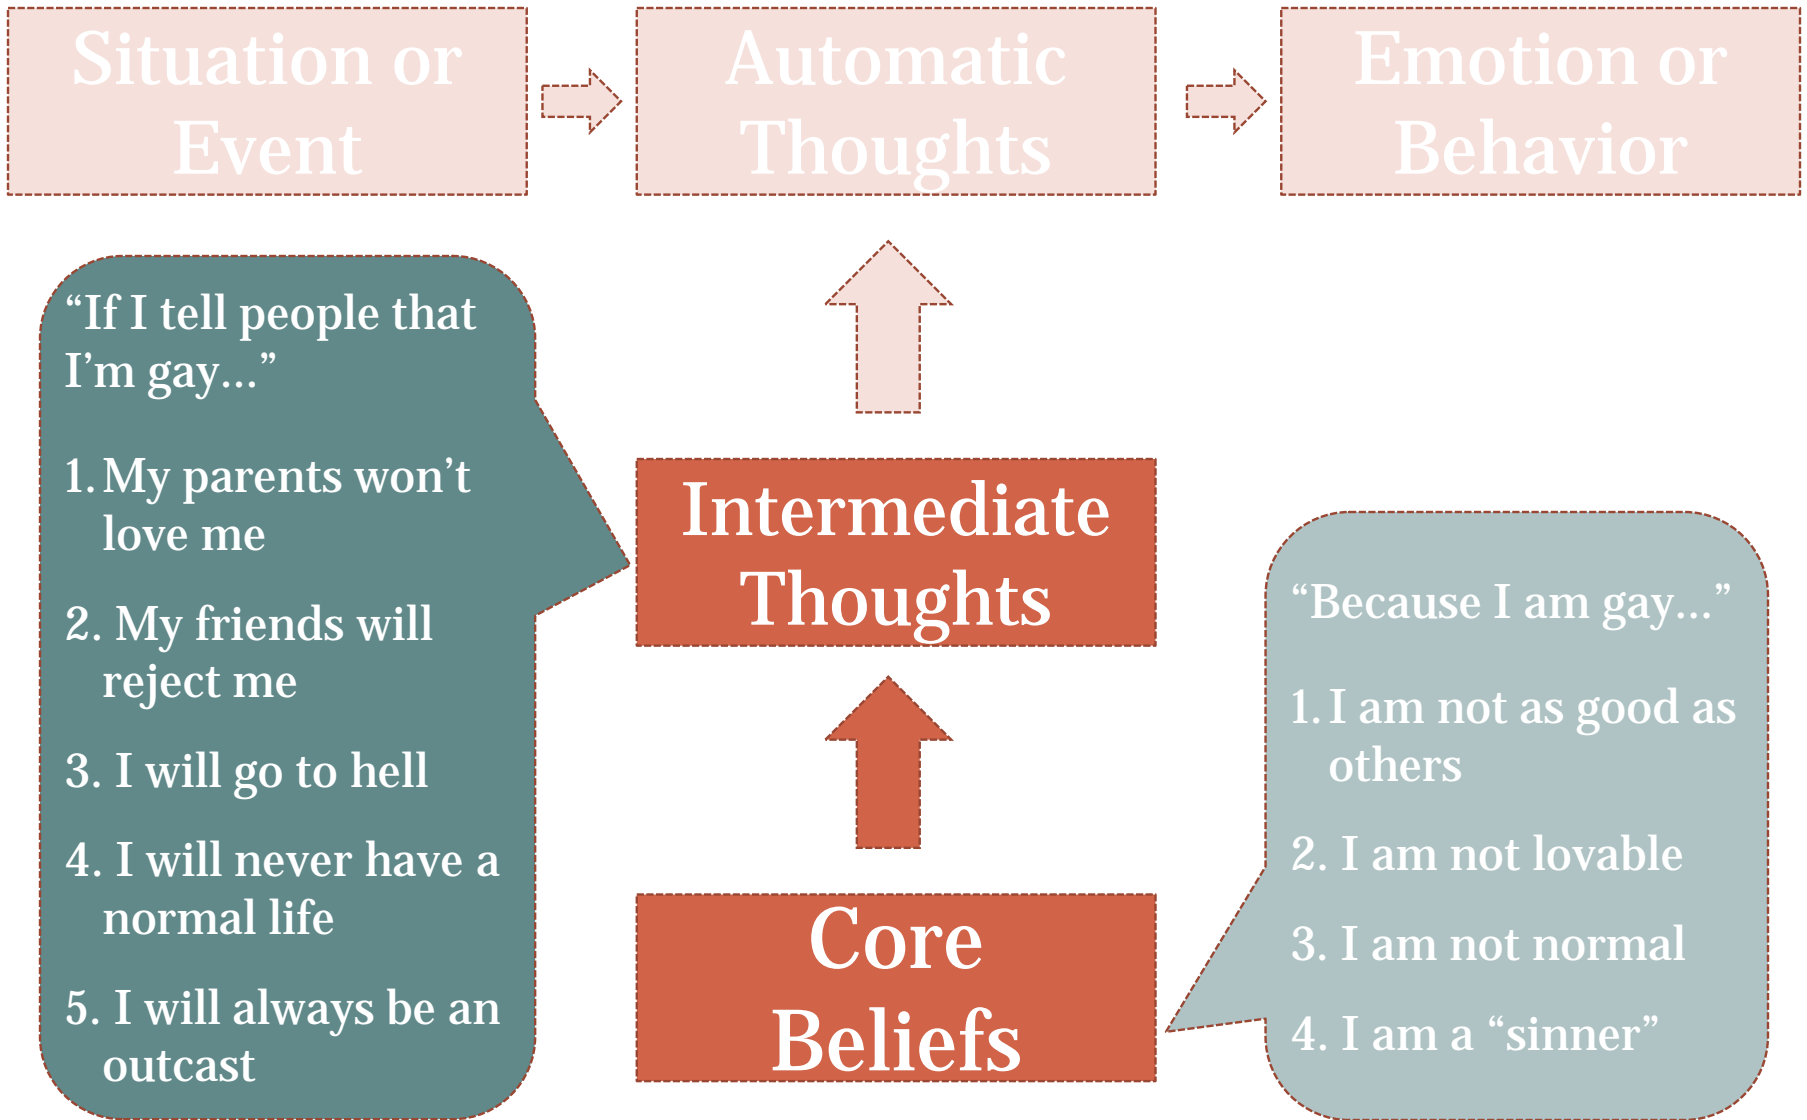 Situation or
Event
Automatic
Thoughts
Emotion or
Behavior
“If I tell people that
I’m gay…”
1. My parents won’t
love me
2. My friends will
reject me
3. I will go to hell
4. I will never have a
normal life
5. I will always be an
outcast
Intermediate
Thoughts
Core
Beliefs
“Because I am gay…”
1. I am not as good as
others
2. I am not lovable
3. I am not normal
4. I am a “sinner”